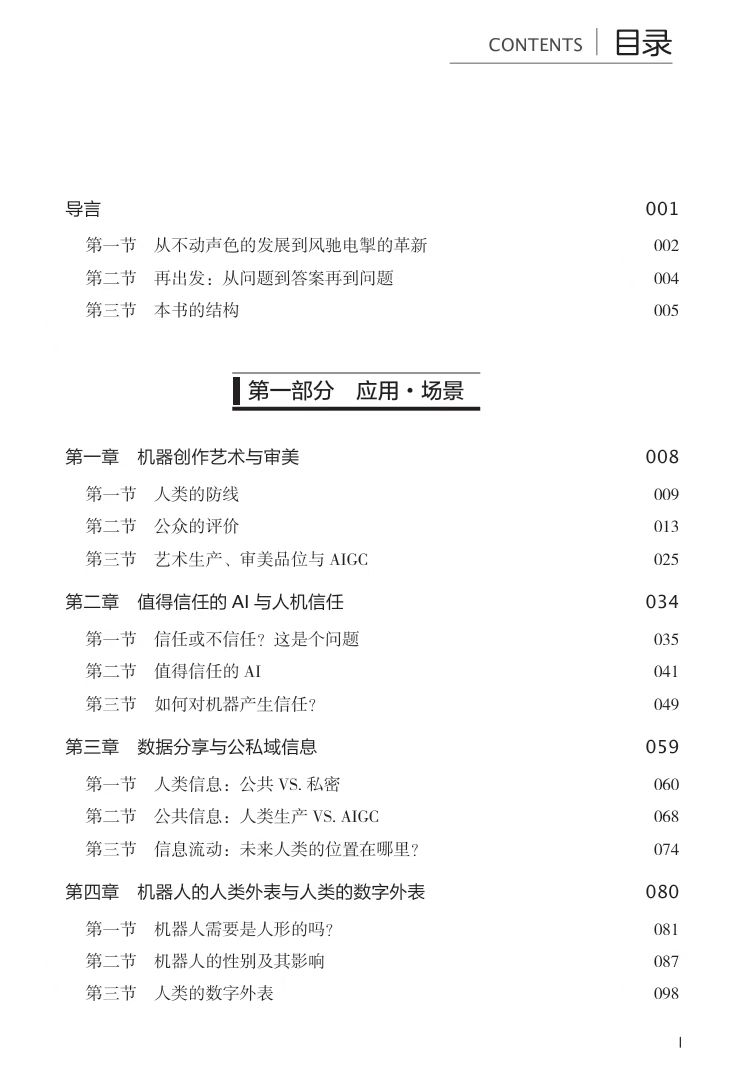 CONTENTS 目录
导言 001
第一节 从不动声色的发展到风驰电掣的革新 002
第二节 再出发：从问题到答案再到问题 004
第三节 本书的结构 005
第一部分 应用·场景
第一章 机器创作艺术与审美 008
第一节 人类的防线 009
第二节 公众的评价 013
第三节 艺术生产、审美品位与 AIGC 025
第二章 值得信任的 AI 与人机信任 034
第一节 信任或不信任？这是个问题 035
第二节 值得信任的 AI 041
第三节 如何对机器产生信任？ 049
第三章 数据分享与公私域信息 059
第一节 人类信息：公共 VS. 私密 060
第二节 公共信息：人类生产 VS. AIGC 068
第三节 信息流动：未来人类的位置在哪里？ 074
第四章 机器人的人类外表与人类的数字外表 080
第一节 机器人需要是人形的吗？ 081
第二节 机器人的性别及其影响 087
第三节 人类的数字外表 098
I